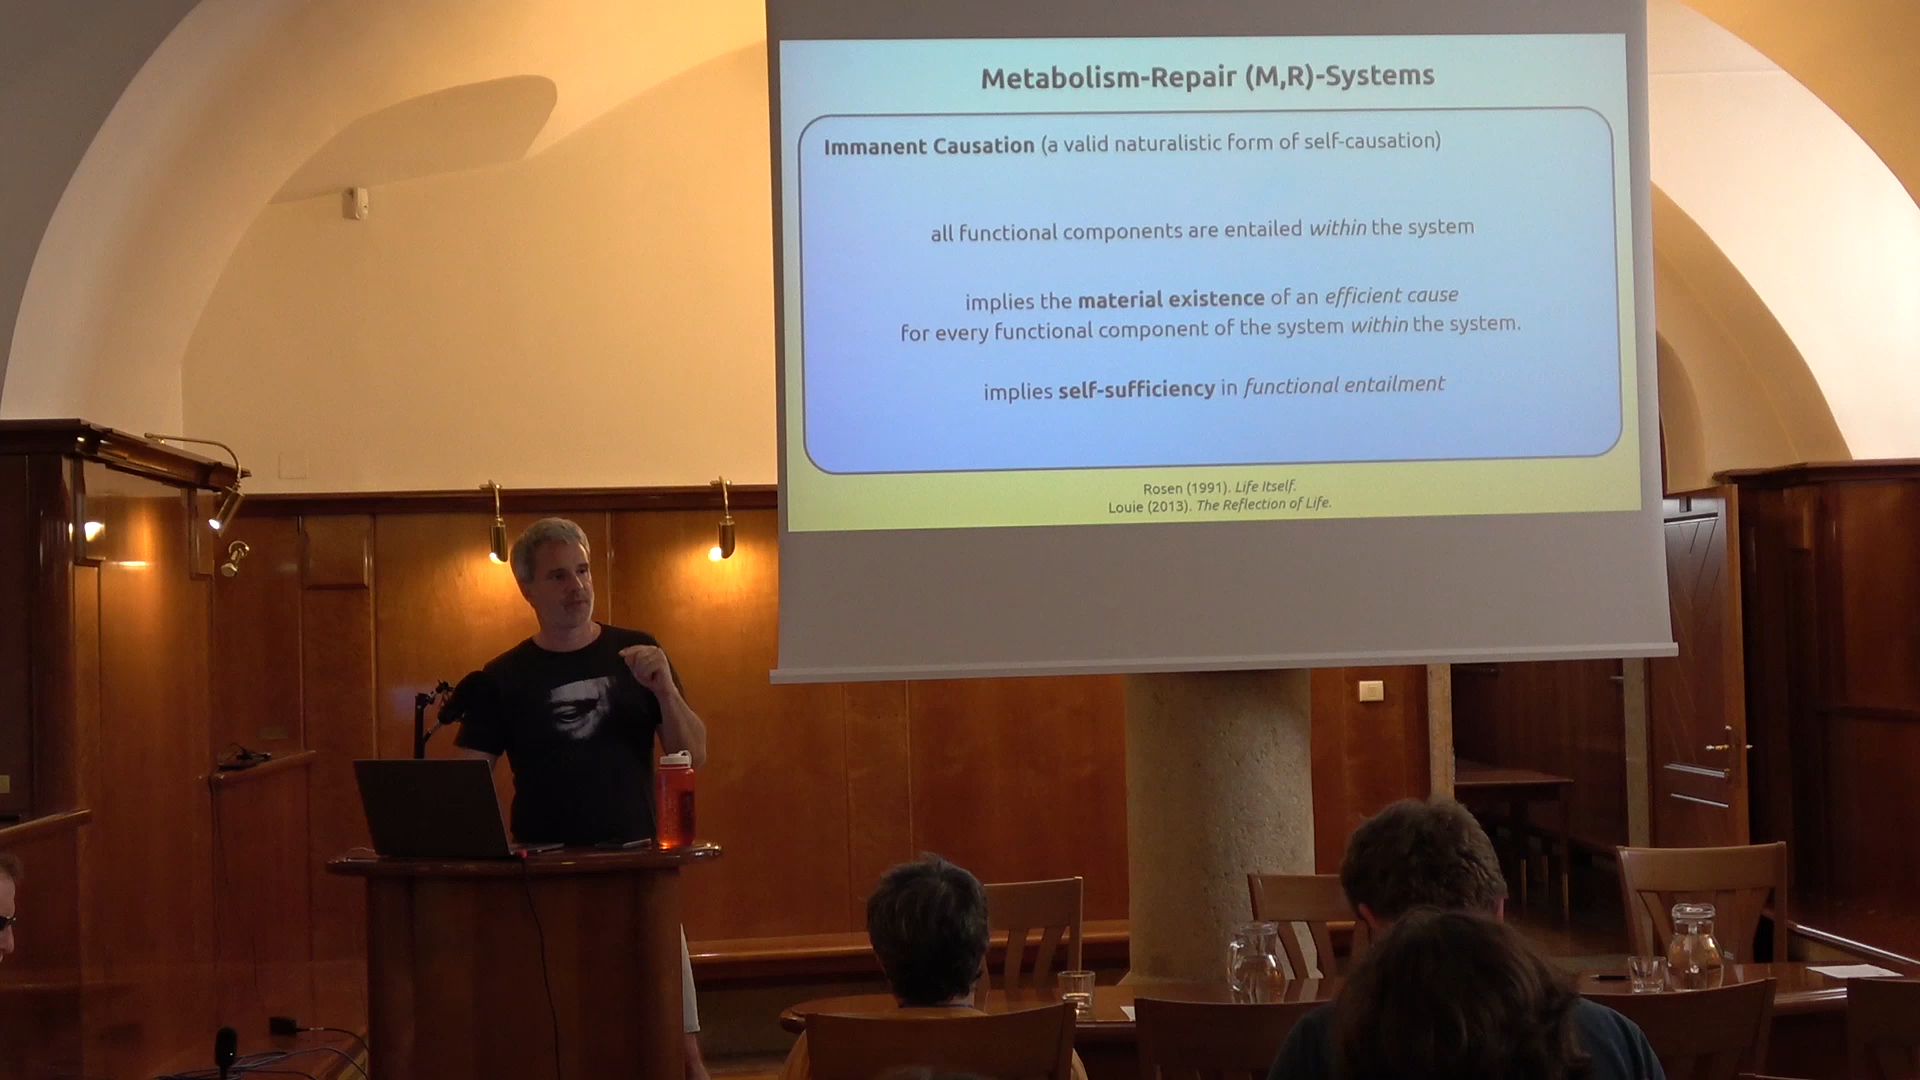 Metabolism-Repair (M,R)-Systems
Immanent Causation (a valid naturalistic form of self-causation)
all functional components are entailed within the system
implies the material existence of an efficient cause
for every functional component of the system within the system.
implies self-sufficiency in functional entailment
Rosen (1991). Life Itself.
Louie (2013). The Reflection of Life.